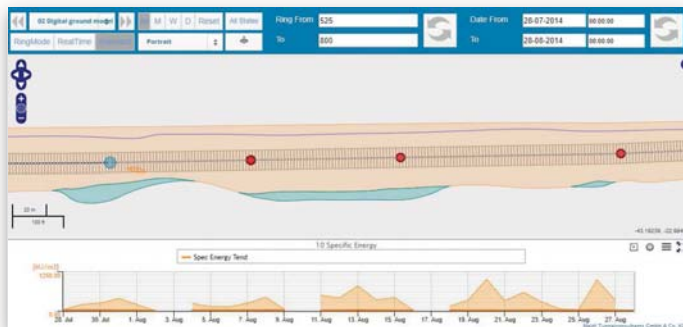 02 Digital ground model
M W D Reset All States
Ring From 525
Date From 28-07-2014 00:00:00
RingMode RealTime
Portrait
To 800
To 28-08-2014 00:00:00
20 m
100 ft
10 Specific Energy
Spec Energy Tend
28. Jul 30. Jul 1. Aug 3. Aug 5. Aug 7. Aug 9. Aug 11. Aug 13. Aug 15. Aug 17. Aug 19. Aug 21. Aug 23. Aug 25. Aug 27. Aug